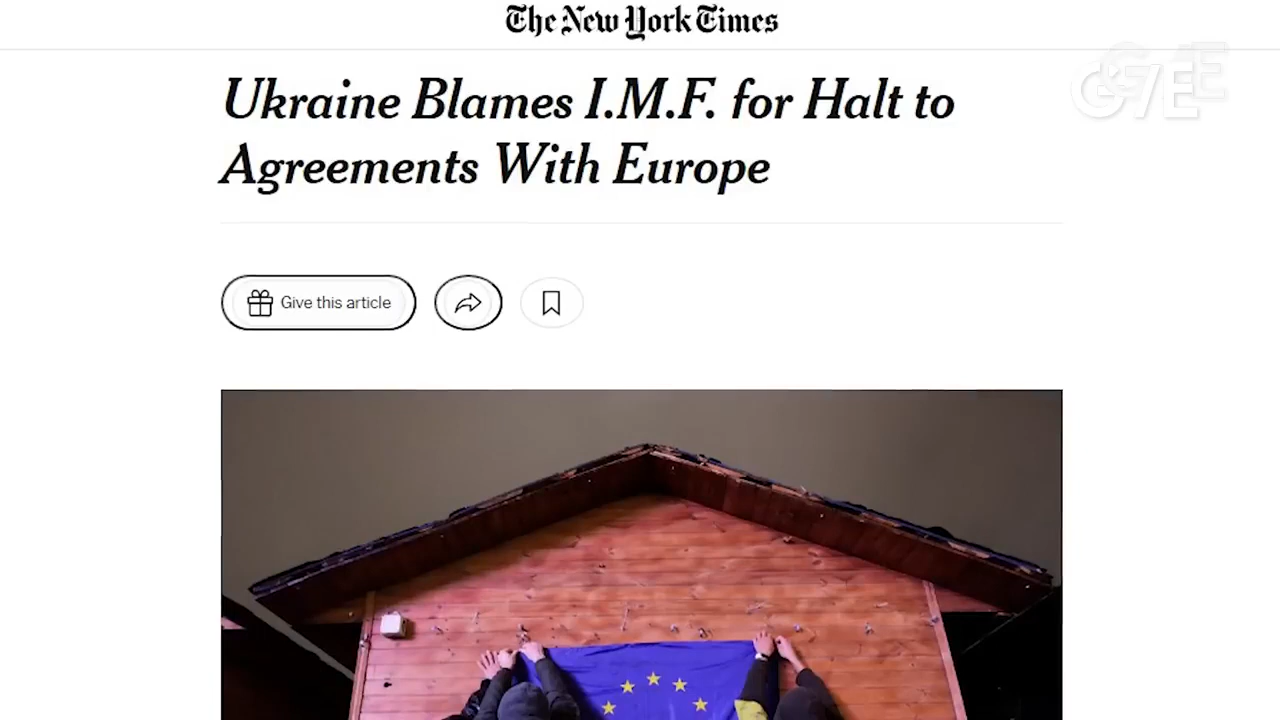 The New York Times
Ukraine Blames I.M.F. for Halt to
Agreements With Europe
Give this article